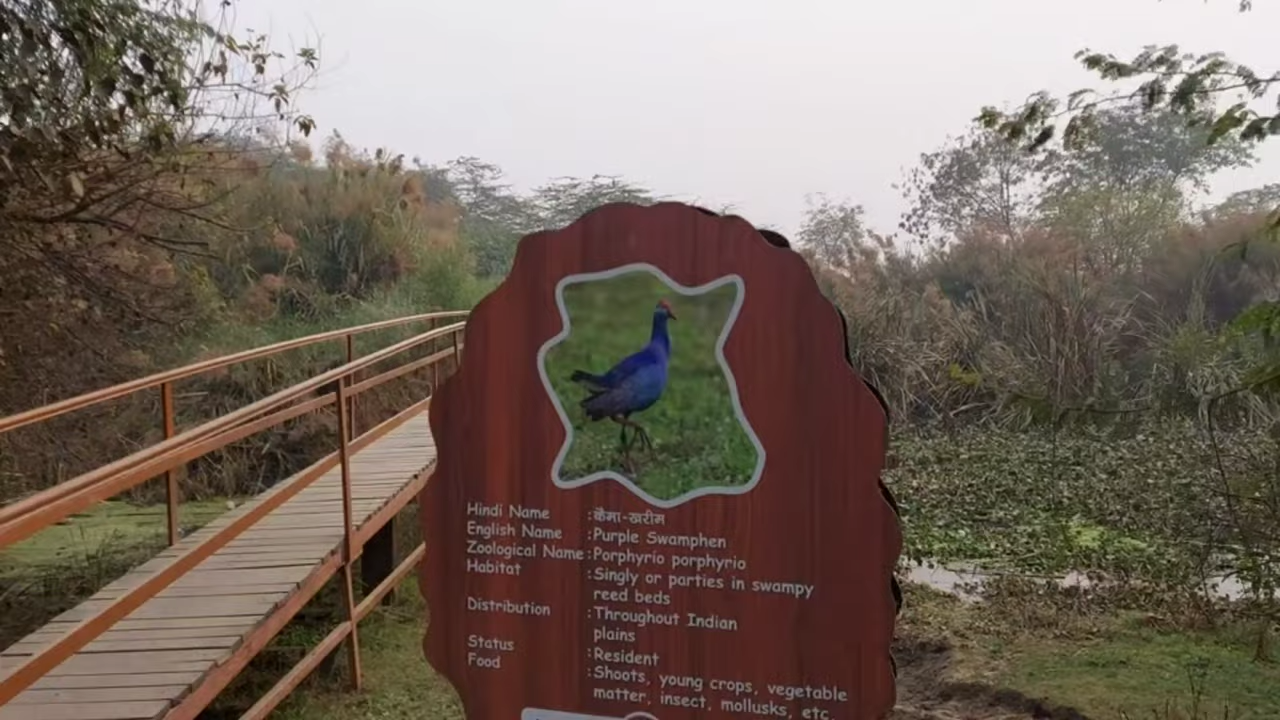 Hindi Name :कैमा-खरीम
English Name :Purple Swamphen
Zoological Name :Porphyrio porphyrio
Habitat :Singly or parties in swampy
reed beds
Distribution :Throughout Indian
plains
Status :Resident
Food :Shoots, young crops, vegetable
matter, insect, mollusks, etc.